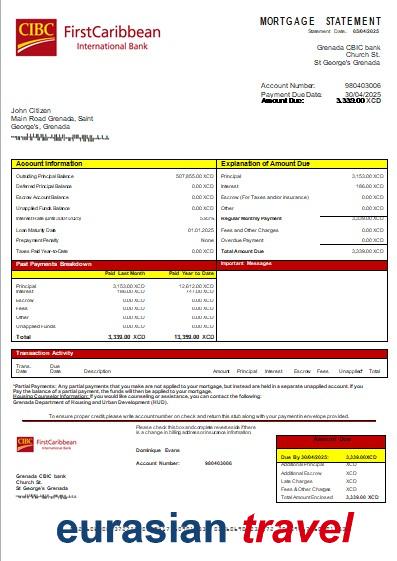 CIBC FirstCaribbean
International Bank
MORTGAGE STATEMENT
Statement Date: 05/04/2025
Grenada CBIC bank
Church St.
St George's Grenada
Account Number: 980403006
Payment Due Date: 30/04/2025
Amount Due: 3,339.00 XCD
John Citizen
Main Road Grenada, Saint
George's, Grenada
Account Information
Outstanding Principal Balance 507,855.00 XCD
Deferred Principal Balance 0.00 XCD
Escrow Account Balance 0.00 XCD
Unapplied Funds Balance 0.00 XCD
Interest Rate
Loan Maturity Date 01.01.2025
Prepayment Penalty None
Taxes Paid Year-to-Date 0.00 XCD
Explanation of Amount Due
Principal 3,153.00 XCD
Interest 186.00 XCD
Escrow (For Taxes and/or Insurance) 0.00 XCD
Other 0.00 XCD
Regular Monthly Payment 3,339.00 XCD
Fees and Other Charges 0.00 XCD
Overdue Payment 0.00 XCD
Total Amount Due 3,339.00 XCD
Past Payments Breakdown
Paid Last Month Paid Year to Date
Principal 3,153.00 XCD 12,612.00 XCD
Interest 186.00 XCD 747.00 XCD
Escrow 0.00 XCD 0.00 XCD
Fees 0.00 XCD 0.00 XCD
Other 0.00 XCD 0.00 XCD
Unapplied Funds 0.00 XCD 0.00 XCD
Total 3,339.00 XCD 13,359.00 XCD
Important Messages
Transaction Activity
Trans. Date Due Date Description Amount Principal Interest Escrow Fees Unapplied* Total
*Partial Payments: Any partial payments that you make are not applied to your mortgage, but instead are held in a separate unapplied account. If you
Pay the balance of a partial payment, the funds will then be applied to your mortgage.
Housing Counselor Information: If you would like counseling or assistance, you can contact the following:
Grenada Department of Housing and Urban Development (HUD).
To ensure proper credit, please write account number on check and return this stub along with payment in envelope provided.
CIBC FirstCaribbean
International Bank
Please check this box and complete reverse side if there
is a change in billing address or insurance information
Dominique Evans
Account Number: 980403006
Grenada CBIC bank
Church St.
St George's Grenada
Amount Due
Due By 30/04/2025: 3,339.00XCD
Additional Principal XCD
Additional Escrow XCD
Late Charges XCD
Fees & Other Charges XCD
Total Amount Enclosed 3,339.00 XCD
eurasian travel